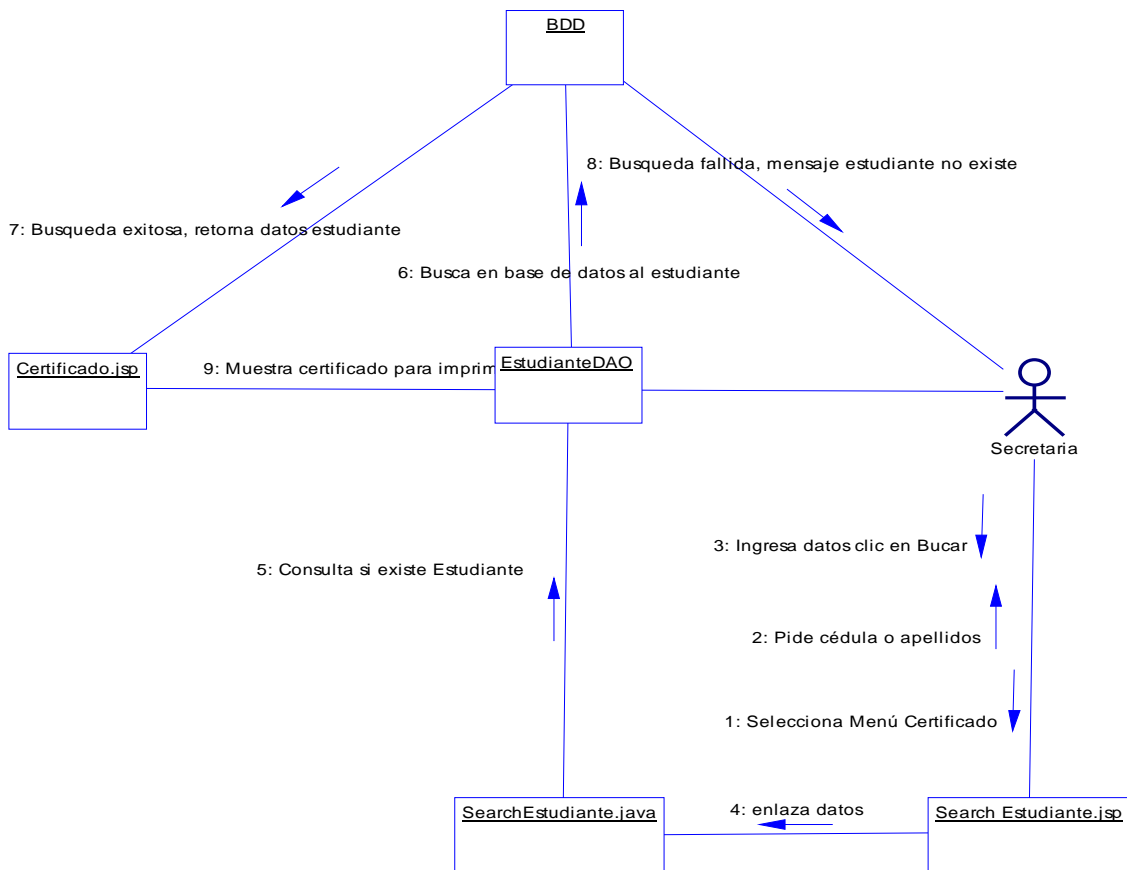 BDD
8: Busqueda fallida, mensaje estudiante no existe
7: Busqueda exitosa, retorna datos estudiante
6: Busca en base de datos al estudiante
Certificado.jsp
9: Muestra certificado para imprim
EstudianteDAO
Secretaria
3: Ingresa datos clic en Bucar
5: Consulta si existe Estudiante
2: Pide cédula o apellidos
1: Selecciona Menú Certificado
SearchEstudiante.java
4: enlaza datos
Search Estudiante.jsp